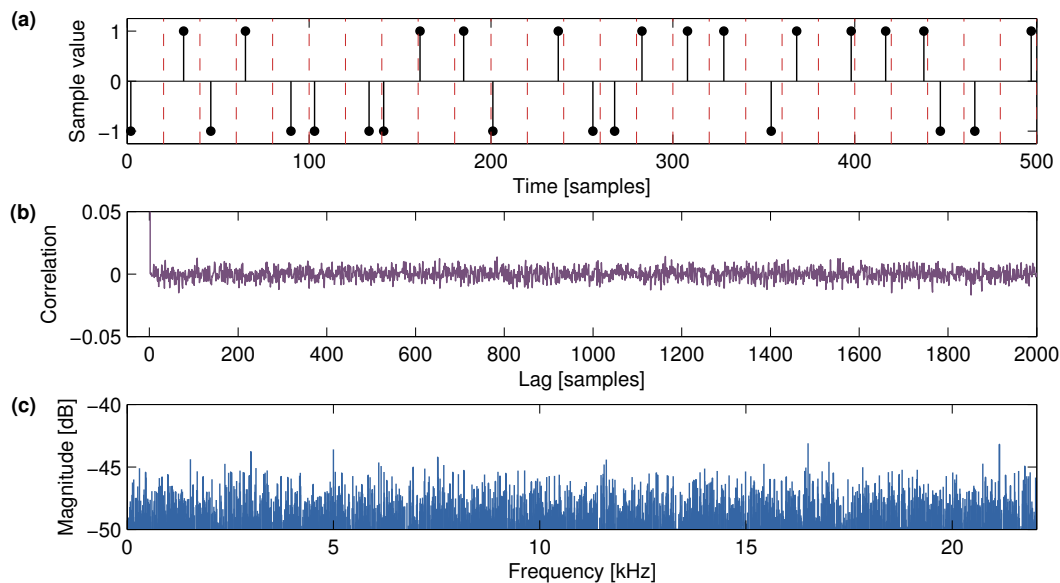 (a)
Sample value
1
0
−1
0 100 200 300 400 500
Time [samples]
(b)
Correlation
0.05
0
−0.05
0 200 400 600 800 1000 1200 1400 1600 1800 2000
Lag [samples]
(c)
Magnitude [dB]
−40
−45
−50
0 5 10 15 20
Frequency [kHz]